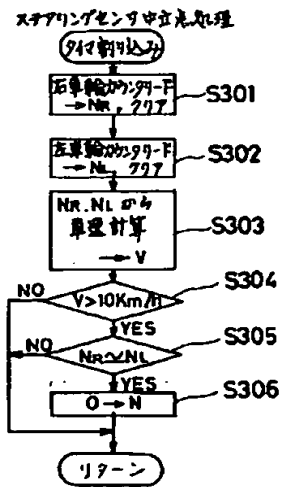 ステアリングセンサ中立点処理
タイマ割り込み
右車輪カウンタリード
→NR, クリア
S301
左車輪カウンタリード
→NL, クリア
S302
NR, NLから
車速計算
→V
S303
S304
NO
V>10Km/H
YES
S305
NO
NR≃NL
YES
S306
0→N
リターン